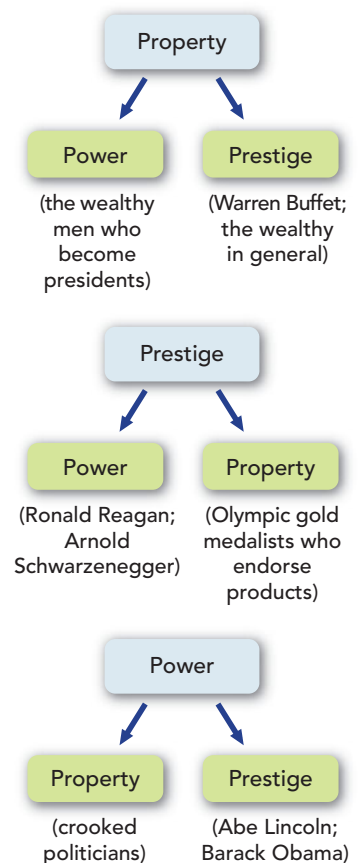 Property
Power
Prestige
(the wealthy
men who
become
presidents)
(Warren Buffet;
the wealthy
in general)
Prestige
Power
Property
(Ronald Reagan;
Arnold
Schwarzenegger)
(Olympic gold
medalists who
endorse
products)
Power
Property
Prestige
(crooked
politicians)
(Abe Lincoln;
Barack Obama)